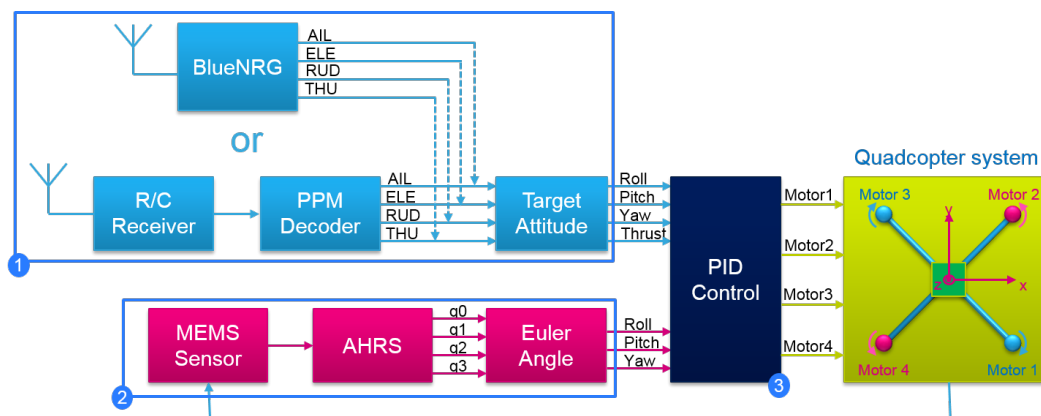 BlueNRG
AIL
ELE
RUD
THU
or
R/C
Receiver
PPM
Decoder
AIL
ELE
RUD
THU
Target
Attitude
Roll
Pitch
Yaw
Thrust
1
MEMS
Sensor
AHRS
q0
q1
q2
q3
Euler
Angle
Roll
Pitch
Yaw
2
PID
Control
3
Motor1
Motor2
Motor3
Motor4
Quadcopter system
Motor 3
Motor 2
y
z
x
Motor 4
Motor 1